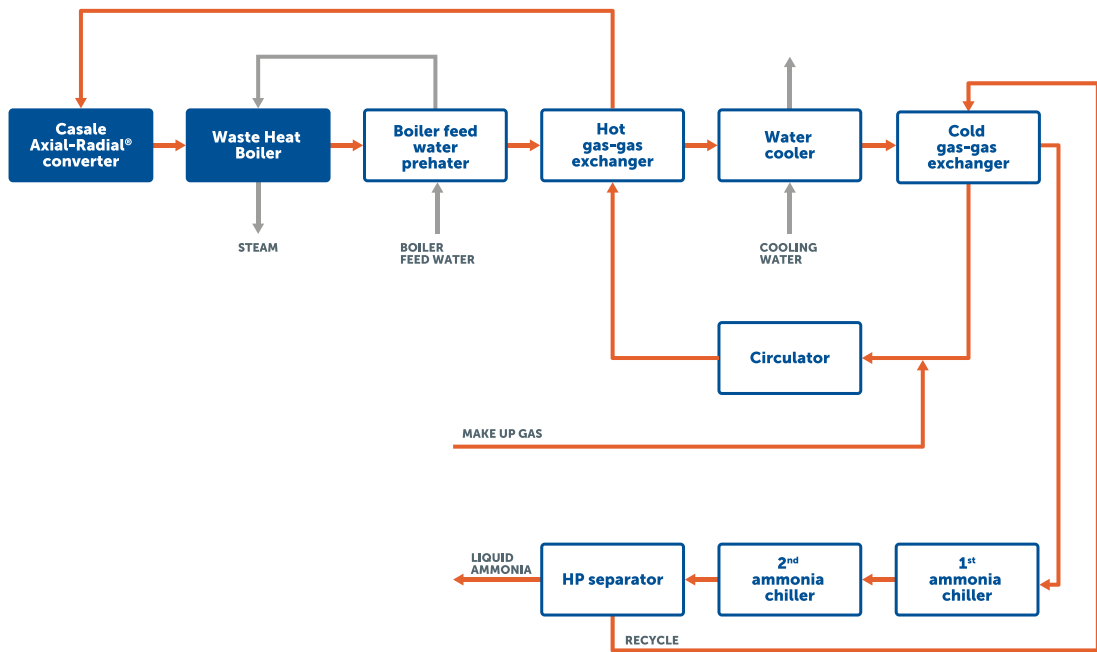 Casale
Axial-Radial®
converter
Waste Heat
Boiler
Boiler feed
water
prehater
Hot
gas-gas
exchanger
Water
cooler
Cold
gas-gas
exchanger
STEAM
BOILER
FEED WATER
COOLING
WATER
Circulator
MAKE UP GAS
LIQUID
AMMONIA
HP separator
2nd
ammonia
chiller
1st
ammonia
chiller
RECYCLE